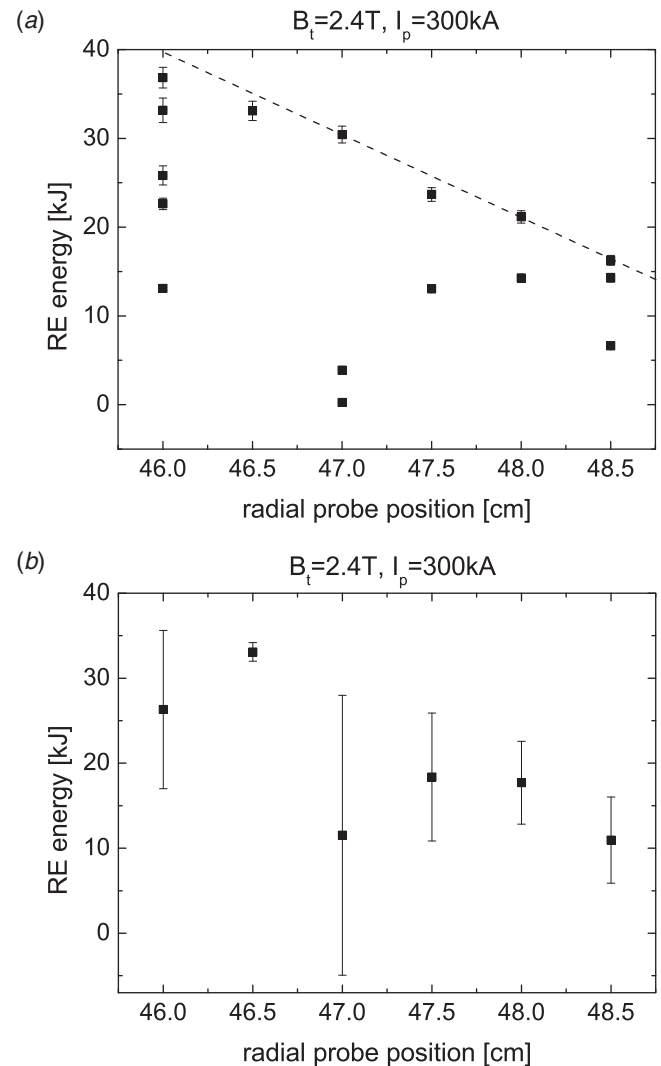 (a)
B_t=2.4T, I_p=300kA
RE energy [kJ]
40
30
20
10
0
46.0 46.5 47.0 47.5 48.0 48.5
radial probe position [cm]
(b)
B_t=2.4T, I_p=300kA
RE energy [kJ]
40
30
20
10
0
46.0 46.5 47.0 47.5 48.0 48.5
radial probe position [cm]